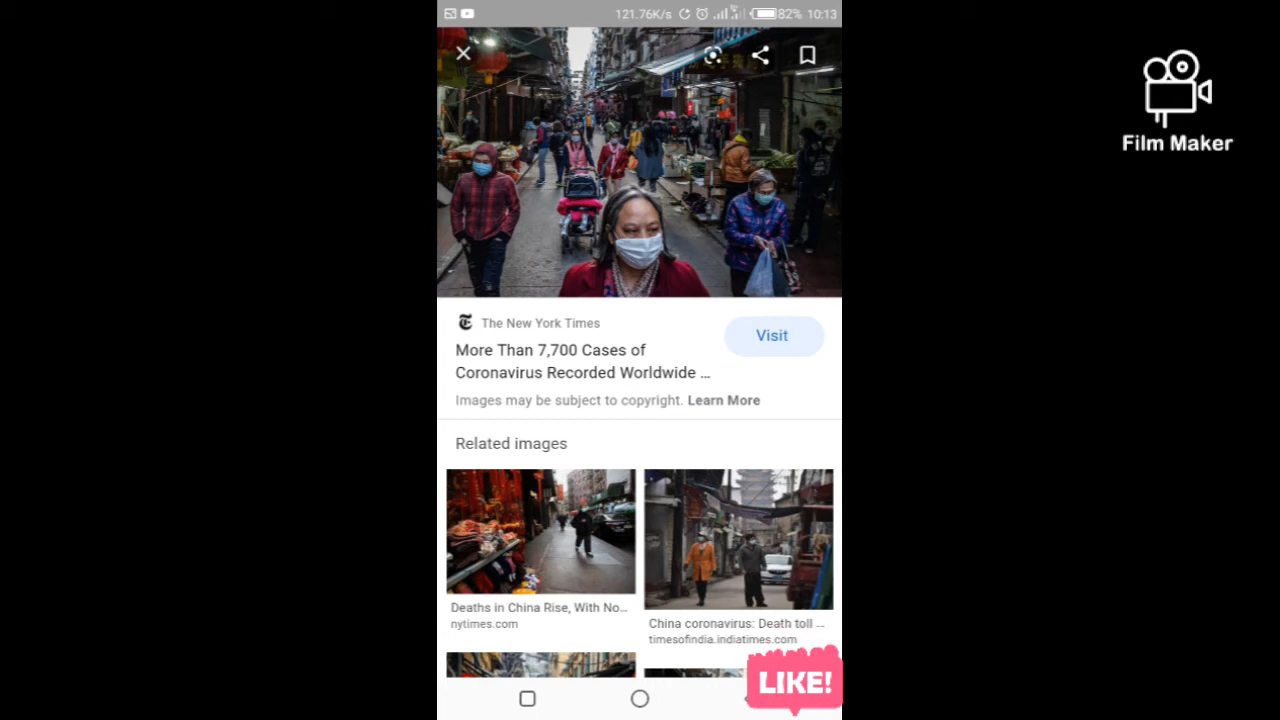 121.76K/s 82% 10:13
Film Maker
The New York Times
Visit
More Than 7,700 Cases of
Coronavirus Recorded Worldwide ...
Images may be subject to copyright. Learn More
Related images
Deaths in China Rise, With No...
nytimes.com
China coronavirus: Death toll ...
timesofindia.indiatimes.com
LIKE!